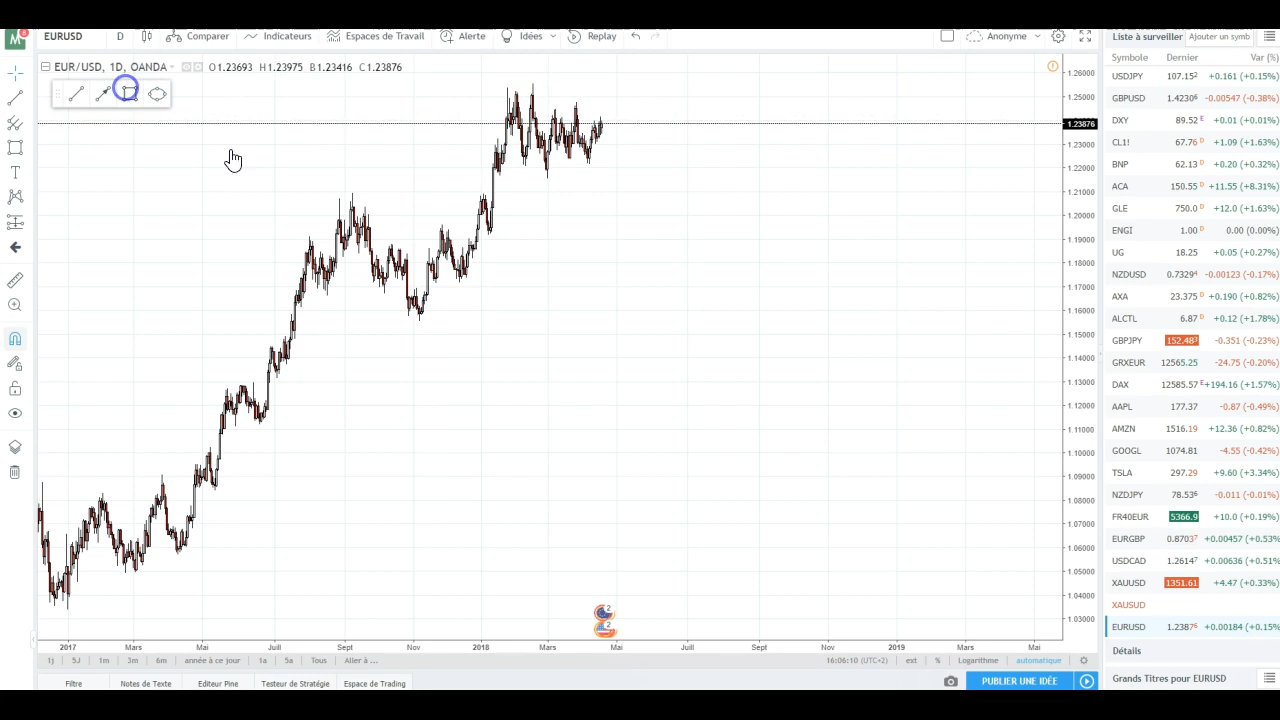 M 8 EURUSD D Comparer Indicateurs Espaces de Travail Alerte Idées Replay Anonyme
EUR/USD, 1D, OANDA O1.23693 H1.23975 B1.23416 C1.23876
1.26000
1.25000
1.23876
1.23000
1.22000
1.21000
1.20000
1.19000
1.18000
1.17000
1.16000
1.15000
1.14000
1.13000
1.12000
1.11000
1.10000
1.09000
1.08000
1.07000
1.06000
1.05000
1.04000
1.03000
2
2
2017 Mars Mai Juill Sept Nov 2018 Mars Mai Juill Sept Nov 2019 Mars Mai
1j 5J 1m 3m 6m année à ce jour 1a 5a Tous Aller à ... 16:06:10 (UTC+2) ext % Logarithme automatique
Filtre Notes de Texte Editeur Pine Testeur de Stratégie Espace de Trading PUBLIER UNE IDÉE
Liste à surveiller Ajouter un symb
Symbole Dernier Var (%)
USDJPY 107.15² +0.161 (+0.15%)
GBPUSD 1.4230⁶ -0.00547 (-0.38%)
DXY 89.52 E +0.01 (+0.01%)
CL1! 67.76 D +1.09 (+1.63%)
BNP 62.13 D +0.20 (+0.32%)
ACA 150.55 D +11.55 (+8.31%)
GLE 750.0 D +12.0 (+1.63%)
ENGI 1.00 D 0.00 (0.00%)
UG 18.25 +0.05 (+0.27%)
NZDUSD 0.7329⁴ -0.00123 (-0.17%)
AXA 23.375 D +0.190 (+0.82%)
ALCTL 6.87 D +0.12 (+1.78%)
GBPJPY 152.48³ -0.351 (-0.23%)
GRXEUR 12565.25 -24.75 (-0.20%)
DAX 12585.57 E +194.16 (+1.57%)
AAPL 177.37 -0.87 (-0.49%)
AMZN 1516.19 +12.36 (+0.82%)
GOOGL 1074.81 -4.55 (-0.42%)
TSLA 297.29 +9.60 (+3.34%)
NZDJPY 78.53⁶ -0.011 (-0.01%)
FR40EUR 5366.9 +10.0 (+0.19%)
EURGBP 0.8703⁷ +0.00457 (+0.53%
USDCAD 1.2614⁷ +0.00636 (+0.51%
XAUUSD 1351.61 +4.47 (+0.33%)
XAUSUD
EURUSD 1.2387⁶ +0.00184 (+0.15%
Détails
Grands Titres pour EURUSD